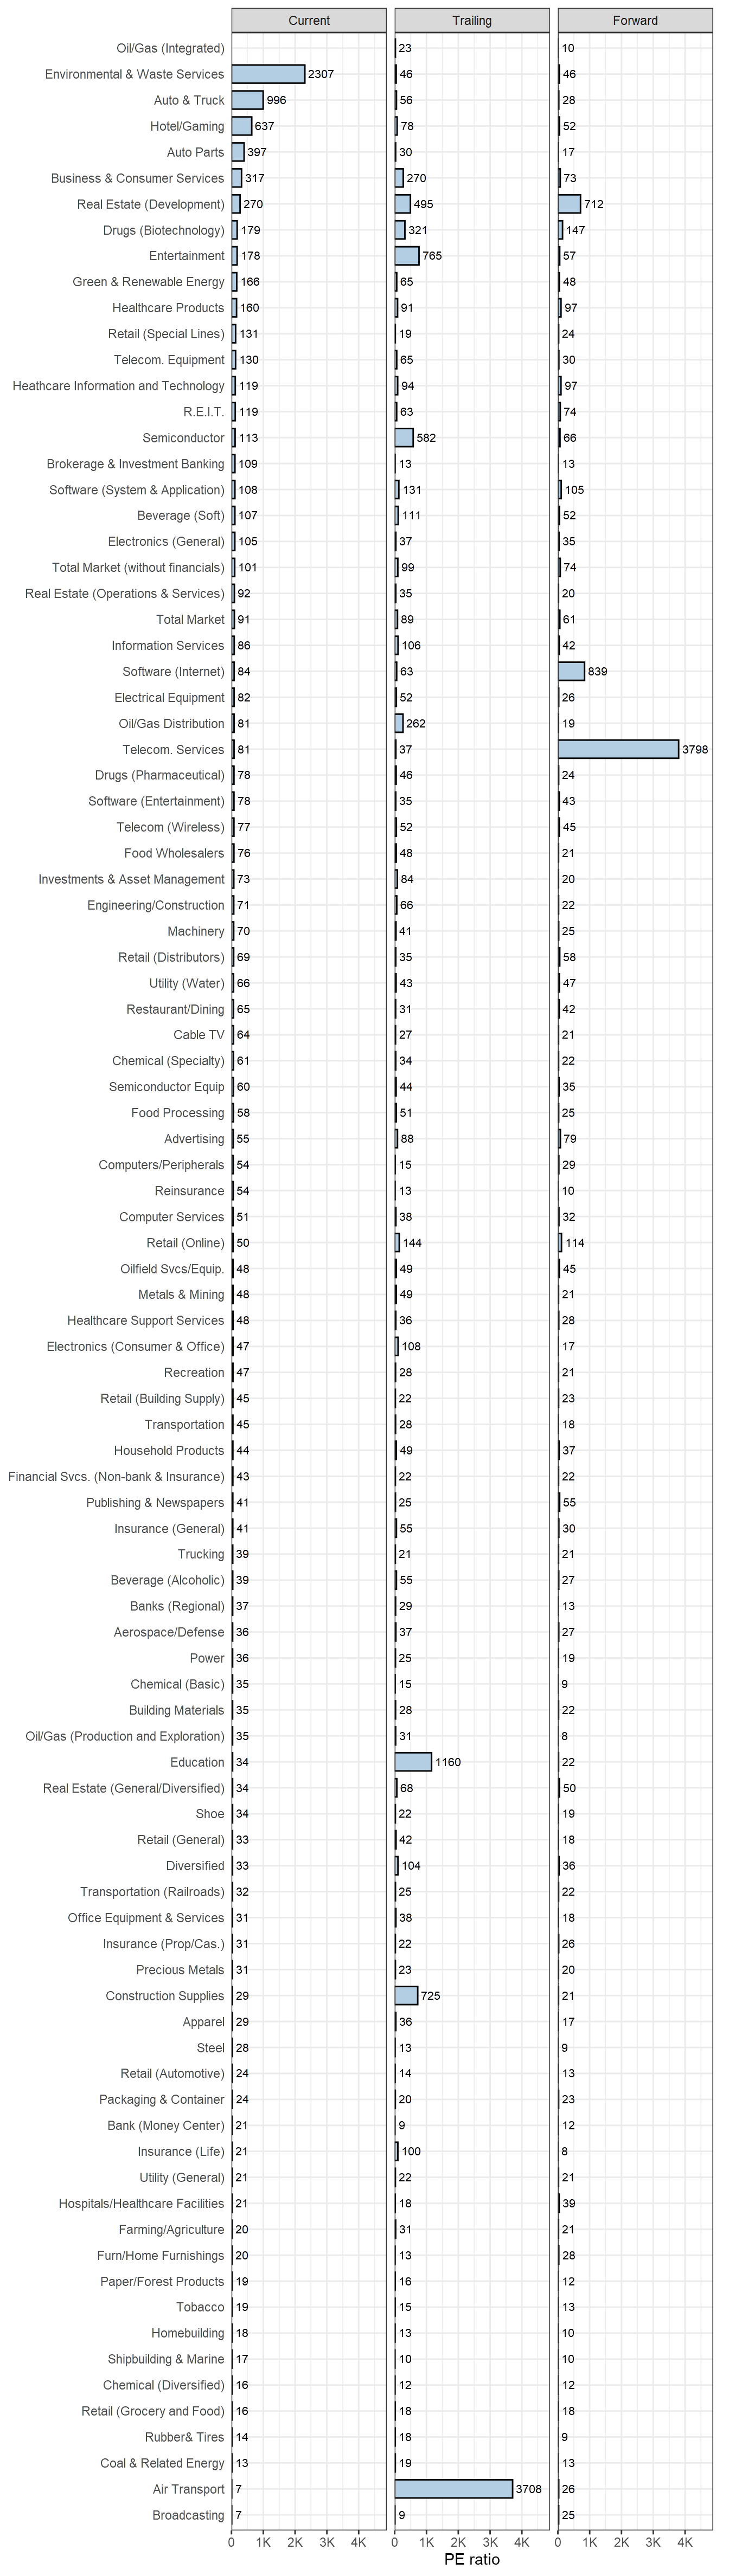 Current Trailing Forward
Oil/Gas (Integrated) 23 10
Environmental & Waste Services 2307 46 46
Auto & Truck 996 56 28
Hotel/Gaming 637 78 52
Auto Parts 397 30 17
Business & Consumer Services 317 270 73
Real Estate (Development) 270 495 712
Drugs (Biotechnology) 179 321 147
Entertainment 178 765 57
Green & Renewable Energy 166 65 48
Healthcare Products 160 91 97
Retail (Special Lines) 131 19 24
Telecom. Equipment 130 65 30
Heathcare Information and Technology 119 94 97
R.E.I.T. 119 63 74
Semiconductor 113 582 66
Brokerage & Investment Banking 109 13 13
Software (System & Application) 108 131 105
Beverage (Soft) 107 111 52
Electronics (General) 105 37 35
Total Market (without financials) 101 99 74
Real Estate (Operations & Services) 92 35 20
Total Market 91 89 61
Information Services 86 106 42
Software (Internet) 84 63 839
Electrical Equipment 82 52 26
Oil/Gas Distribution 81 262 19
Telecom. Services 81 37 3798
Drugs (Pharmaceutical) 78 46 24
Software (Entertainment) 78 35 43
Telecom (Wireless) 77 52 45
Food Wholesalers 76 48 21
Investments & Asset Management 73 84 20
Engineering/Construction 71 66 22
Machinery 70 41 25
Retail (Distributors) 69 35 58
Utility (Water) 66 43 47
Restaurant/Dining 65 31 42
Cable TV 64 27 21
Chemical (Specialty) 61 34 22
Semiconductor Equip 60 44 35
Food Processing 58 51 25
Advertising 55 88 79
Computers/Peripherals 54 15 29
Reinsurance 54 13 10
Computer Services 51 38 32
Retail (Online) 50 144 114
Oilfield Svcs/Equip. 48 49 45
Metals & Mining 48 49 21
Healthcare Support Services 48 36 28
Electronics (Consumer & Office) 47 108 17
Recreation 47 28 21
Retail (Building Supply) 45 22 23
Transportation 45 28 18
Household Products 44 49 37
Financial Svcs. (Non-bank & Insurance) 43 22 22
Publishing & Newspapers 41 25 55
Insurance (General) 41 55 30
Trucking 39 21 21
Beverage (Alcoholic) 39 55 27
Banks (Regional) 37 29 13
Aerospace/Defense 36 37 27
Power 36 25 19
Chemical (Basic) 35 15 9
Building Materials 35 28 22
Oil/Gas (Production and Exploration) 35 31 8
Education 34 1160 22
Real Estate (General/Diversified) 34 68 50
Shoe 34 22 19
Retail (General) 33 42 18
Diversified 33 104 36
Transportation (Railroads) 32 25 22
Office Equipment & Services 31 38 18
Insurance (Prop/Cas.) 31 22 26
Precious Metals 31 23 20
Construction Supplies 29 725 21
Apparel 29 36 17
Steel 28 13 9
Retail (Automotive) 24 14 13
Packaging & Container 24 20 23
Bank (Money Center) 21 9 12
Insurance (Life) 21 100 8
Utility (General) 21 22 21
Hospitals/Healthcare Facilities 21 18 39
Farming/Agriculture 20 31 21
Furn/Home Furnishings 20 13 28
Paper/Forest Products 19 16 12
Tobacco 19 15 13
Homebuilding 18 13 10
Shipbuilding & Marine 17 10 10
Chemical (Diversified) 16 12 12
Retail (Grocery and Food) 16 18 18
Rubber& Tires 14 18 9
Coal & Related Energy 13 19 13
Air Transport 7 3708 26
Broadcasting 7 9 25
0 1K 2K 3K 4K 0 1K 2K 3K 4K 0 1K 2K 3K 4K
PE ratio